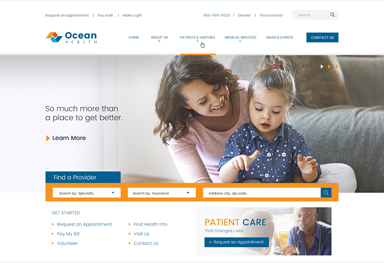 Request an appointment | Pay a bill | Make a gift
Donate | Find a Doctor
Search
Ocean
HEALTH
HOME
ABOUT US
PATIENTS & VISITORS
MEDICAL SERVICES
NEWS & EVENTS
CONTACT US
So much more than
a place to get better.
Learn More
Find a Provider
Search by: Specialty
Search by: Insurance
Address, city, zip code...
GET STARTED
Request an Appointment
Find Health Info
Pay My Bill
Visit Us
Volunteer
Contact Us
PATIENT CARE
That Changes Lives
Request an Appointment